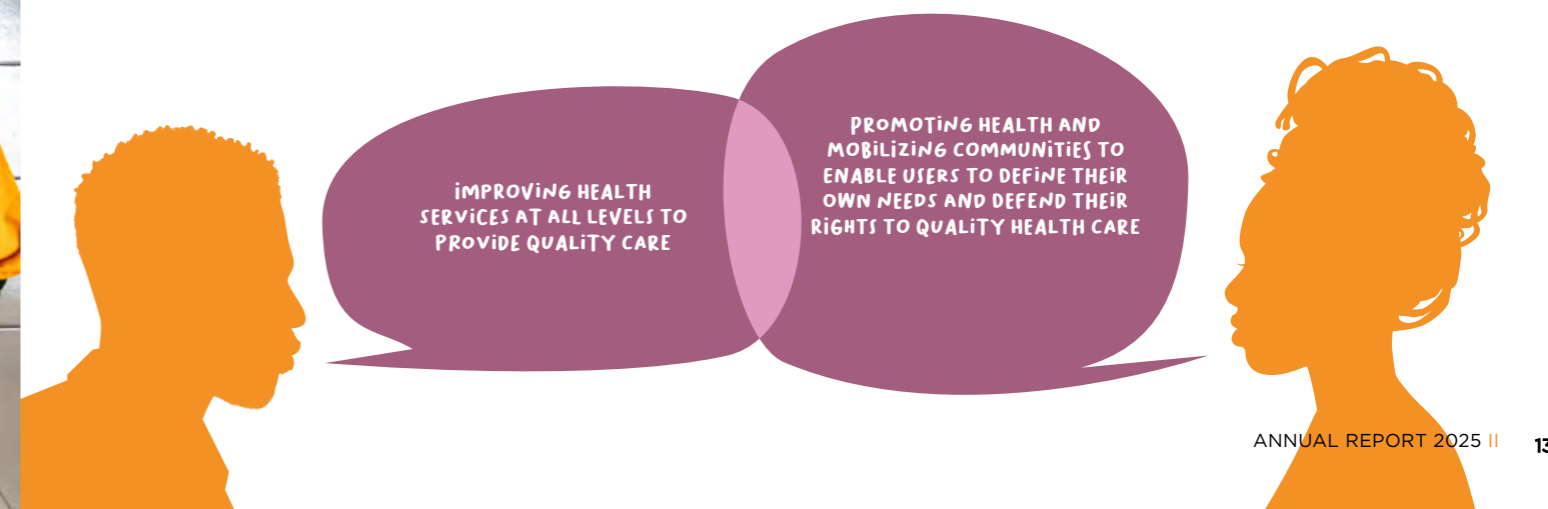 IMPROVING HEALTH
SERVICES AT ALL LEVELS TO
PROVIDE QUALITY CARE
PROMOTING HEALTH AND
MOBILIZING COMMUNITIES TO
ENABLE USERS TO DEFINE THEIR
OWN NEEDS AND DEFEND THEIR
RIGHTS TO QUALITY HEALTH CARE
ANNUAL REPORT 2025 II 13